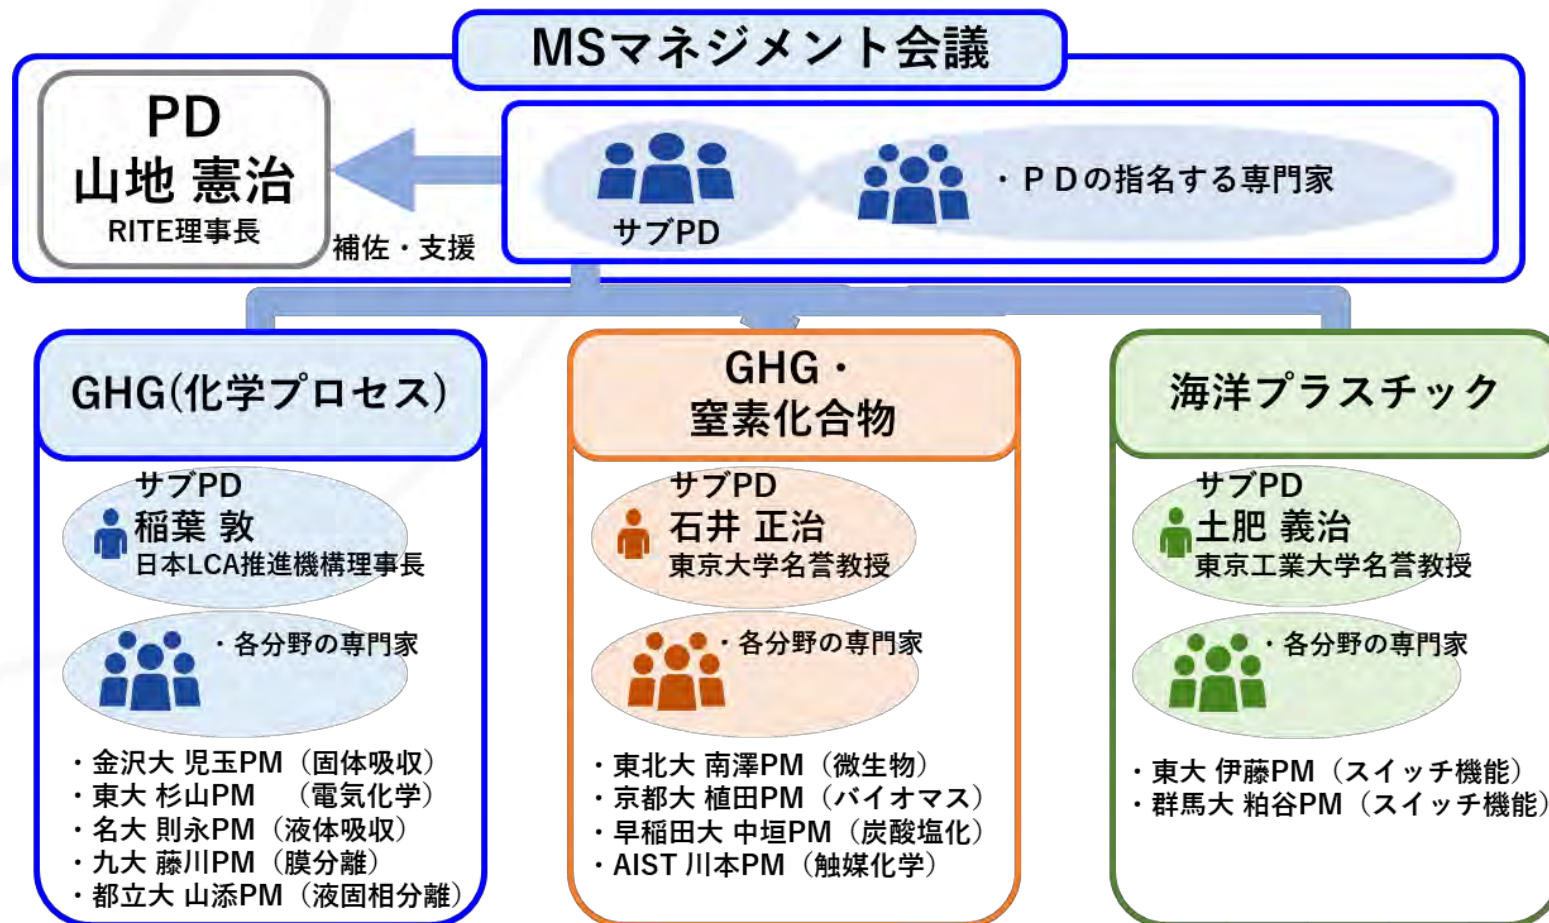 MSマネジメント会議
PD
山地 憲治
RITE理事長
補佐・支援
サブPD
・ＰＤの指名する専門家
GHG(化学プロセス)
サブPD
稲葉 敦
日本LCA推進機構理事長
・各分野の専門家
・金沢大 児玉PM（固体吸収）
・東大 杉山PM （電気化学）
・名大 則永PM（液体吸収）
・九大 藤川PM（膜分離）
・都立大 山添PM（液固相分離）
GHG・
窒素化合物
サブPD
石井 正治
東京大学名誉教授
・各分野の専門家
・東北大 南澤PM（微生物）
・京都大 植田PM（バイオマス）
・早稲田大 中垣PM（炭酸塩化）
・AIST 川本PM（触媒化学）
海洋プラスチック
サブPD
土肥 義治
東京工業大学名誉教授
・各分野の専門家
・東大 伊藤PM（スイッチ機能）
・群馬大 粕谷PM（スイッチ機能）